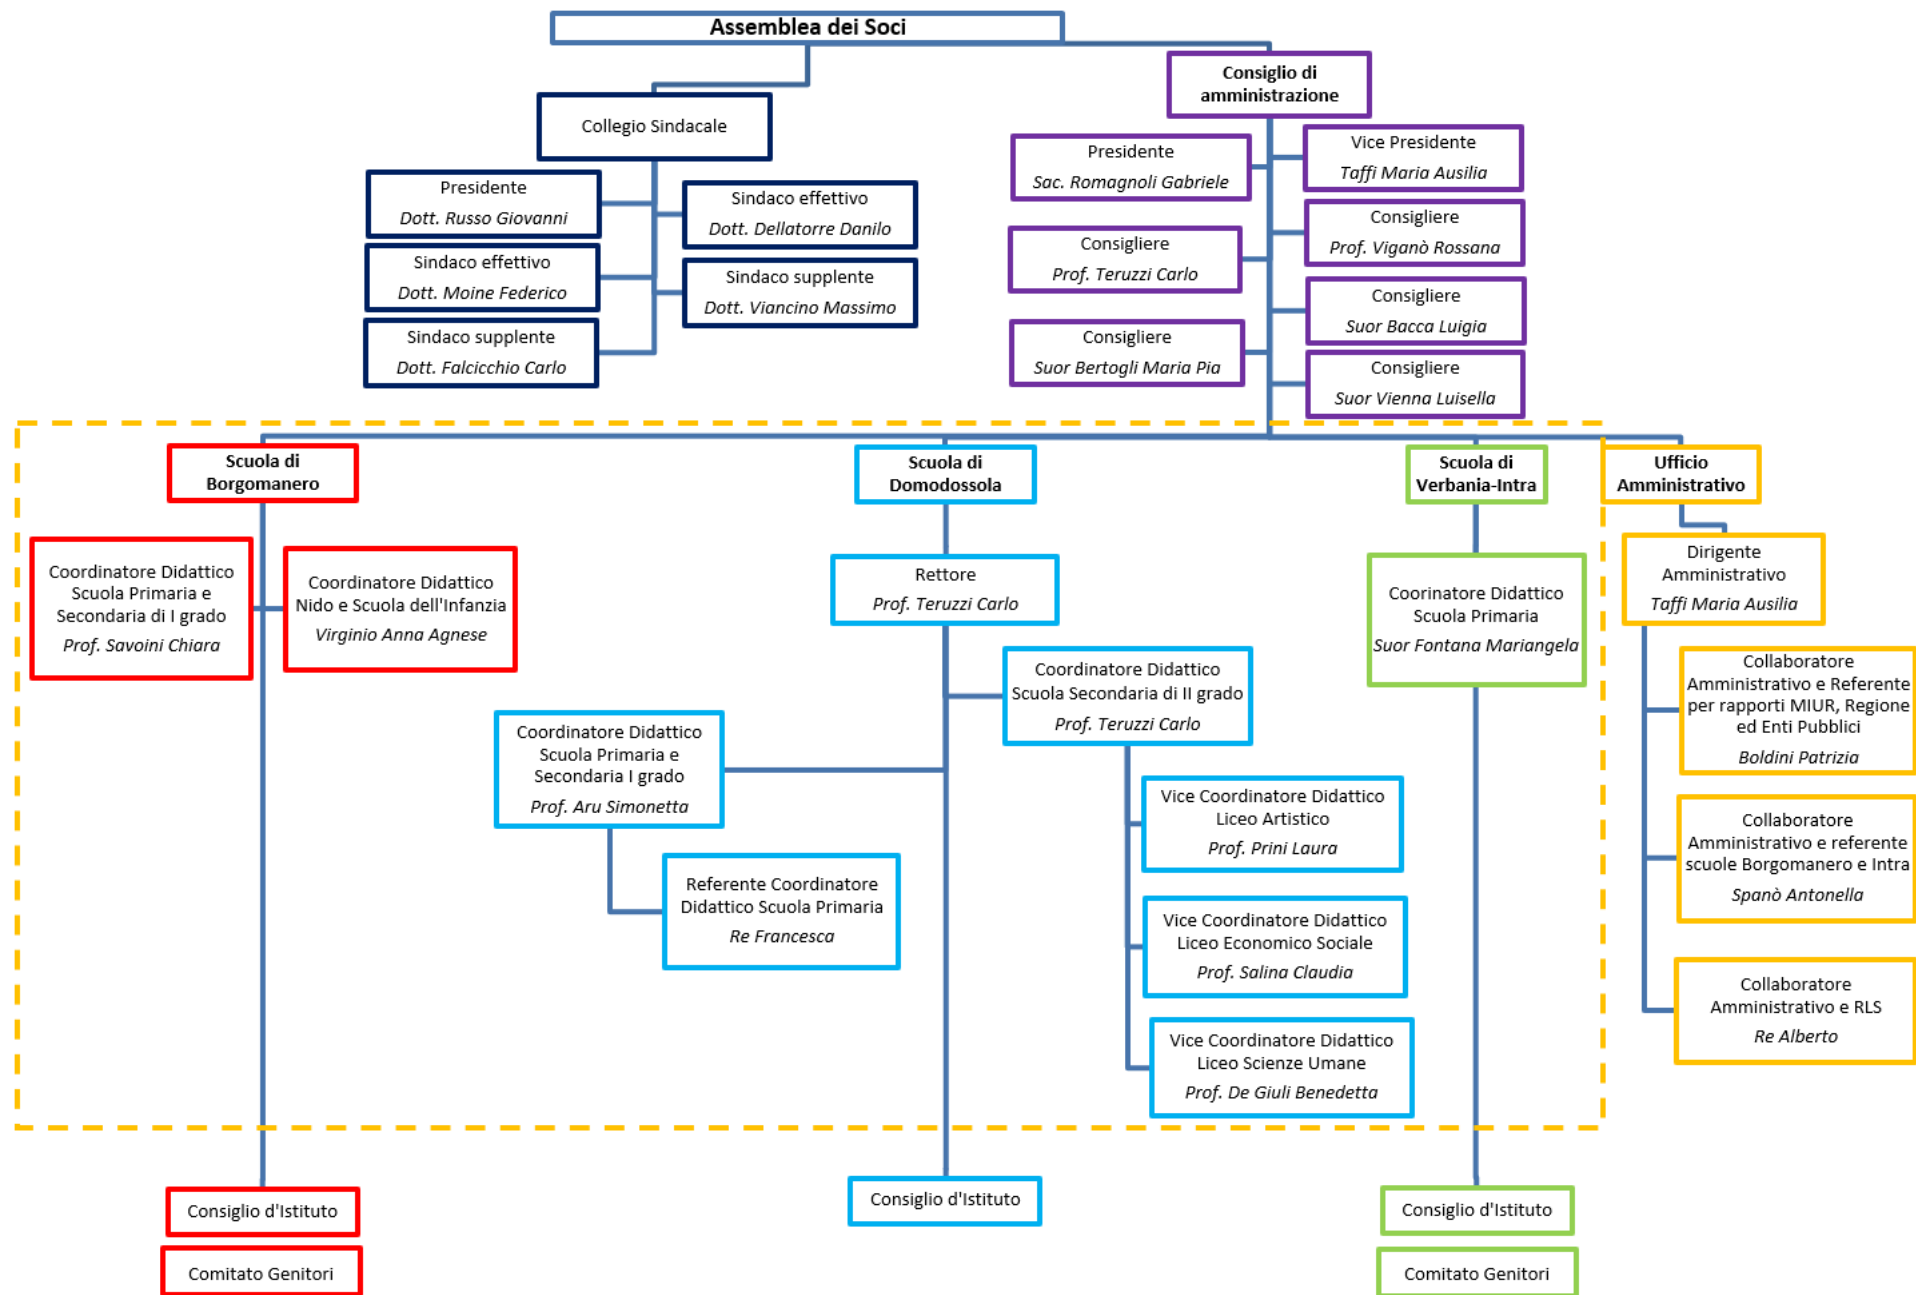 Assemblea dei Soci
Consiglio di
amministrazione
Collegio Sindacale
Presidente
Dott. Russo Giovanni
Sindaco effettivo
Dott. Dellatorre Danilo
Sindaco effettivo
Dott. Moine Federico
Sindaco supplente
Dott. Viancino Massimo
Sindaco supplente
Dott. Falcicchio Carlo
Presidente
Sac. Romagnoli Gabriele
Vice Presidente
Taffi Maria Ausilia
Consigliere
Prof. Teruzzi Carlo
Consigliere
Prof. Viganò Rossana
Consigliere
Suor Bacca Luigia
Consigliere
Suor Bertogli Maria Pia
Consigliere
Suor Vienna Luisella
Scuola di
Borgomanero
Coordinatore Didattico
Scuola Primaria e
Secondaria di I grado
Prof. Savoini Chiara
Coordinatore Didattico
Nido e Scuola dell'Infanzia
Virginio Anna Agnese
Consiglio d'Istituto
Comitato Genitori
Scuola di
Domodossola
Rettore
Prof. Teruzzi Carlo
Coordinatore Didattico
Scuola Secondaria di II grado
Prof. Teruzzi Carlo
Coordinatore Didattico
Scuola Primaria e
Secondaria I grado
Prof. Aru Simonetta
Referente Coordinatore
Didattico Scuola Primaria
Re Francesca
Vice Coordinatore Didattico
Liceo Artistico
Prof. Prini Laura
Vice Coordinatore Didattico
Liceo Economico Sociale
Prof. Salina Claudia
Vice Coordinatore Didattico
Liceo Scienze Umane
Prof. De Giuli Benedetta
Consiglio d'Istituto
Scuola di
Verbania-Intra
Coorinatore Didattico
Scuola Primaria
Suor Fontana Mariangela
Consiglio d'Istituto
Comitato Genitori
Ufficio
Amministrativo
Dirigente
Amministrativo
Taffi Maria Ausilia
Collaboratore
Amministrativo e Referente
per rapporti MIUR, Regione
ed Enti Pubblici
Boldini Patrizia
Collaboratore
Amministrativo e referente
scuole Borgomanero e Intra
Spanò Antonella
Collaboratore
Amministrativo e RLS
Re Alberto